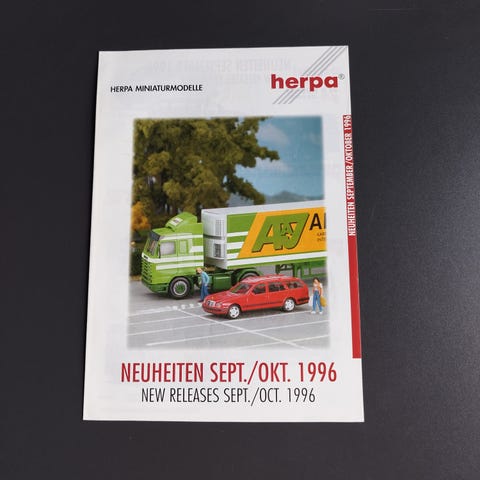 HERPA MINIATURMODELLE
herpa®
NEUHEITEN SEPTEMBER/OKTOBER 1996
A&J
NEUHEITEN SEPT./OKT. 1996
NEW RELEASES SEPT./OCT. 1996